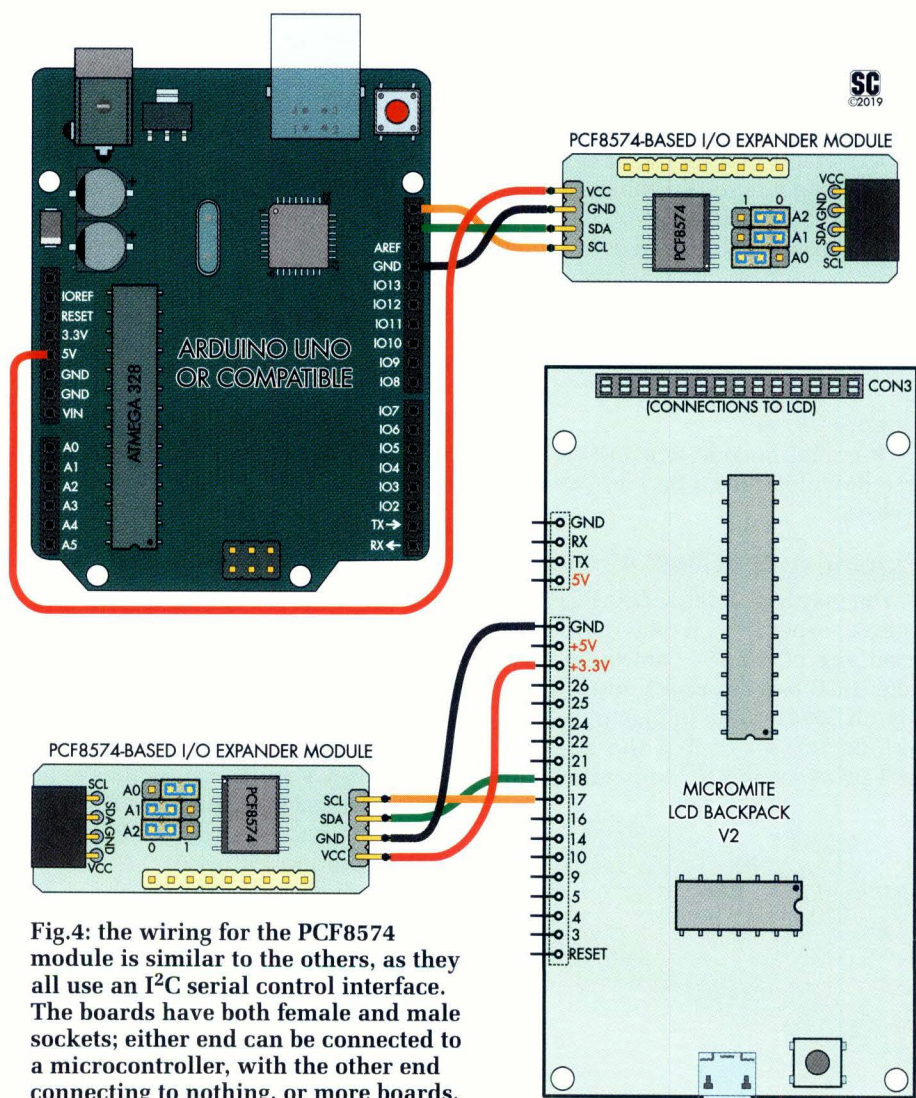 SC
©2019
PCF8574-BASED I/O EXPANDER MODULE
VCC
GND
SDA
SCL
PCF8574
1 0
A2
A1
A0
VCC
GND
SDA
SCL
AREF
GND
IO13
IO12
IO11
IO10
IO9
IO8
IO7
IO6
IO5
IO4
IO3
IO2
TX→
RX←
IOREF
RESET
3.3V
5V
GND
GND
VIN
A0
A1
A2
A3
A4
A5
ATMEGA 328
ARDUINO UNO
OR COMPATIBLE
CON3
(CONNECTIONS TO LCD)
GND
RX
TX
5V
GND
+5V
+3.3V
26
25
24
22
21
18
17
16
14
10
9
5
4
3
RESET
MICROMITE
LCD BACKPACK
V2
PCF8574-BASED I/O EXPANDER MODULE
SCL
SDA
GND
VCC
A0
A1
A2
0 1
PCF8574
SCL
SDA
GND
VCC
Fig.4: the wiring for the PCF8574
module is similar to the others, as they
all use an I²C serial control interface.
The boards have both female and male
sockets; either end can be connected to
a microcontroller, with the other end
connecting to nothing, or more boards.